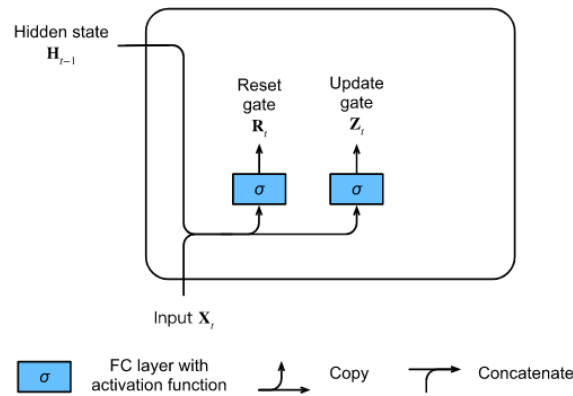 Hidden state
H_{t−1}
Reset
gate
R_t
Update
gate
Z_t
σ
σ
Input X_t
σ
FC layer with
activation function
Copy
Concatenate